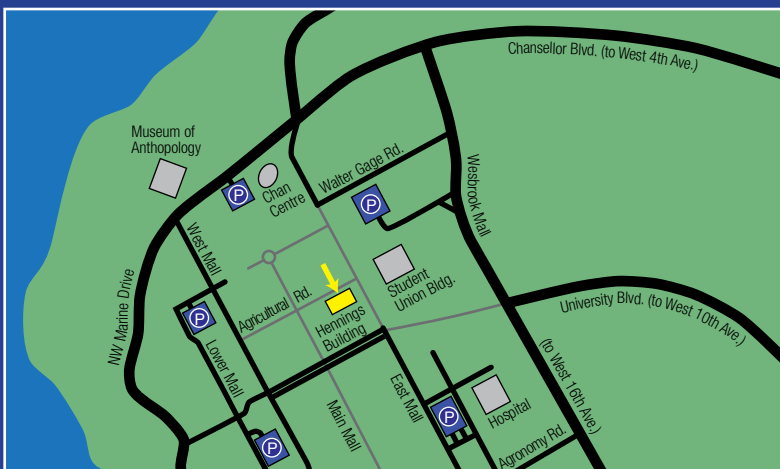 Chansellor Blvd. (to West 4th Ave.)
Museum of
Anthopology
Walter Gage Rd.
P
Chan
Centre
P
Wesbrook Mall
West Mall
Student
Union Bldg.
Agricultural Rd.
NW Marine Drive
P
Hennings
Building
University Blvd. (to West 10th Ave.)
Lower Mall
(to West 16th Ave.)
East Mall
Main Mall
P
Hospital
P
Agronomy Rd.